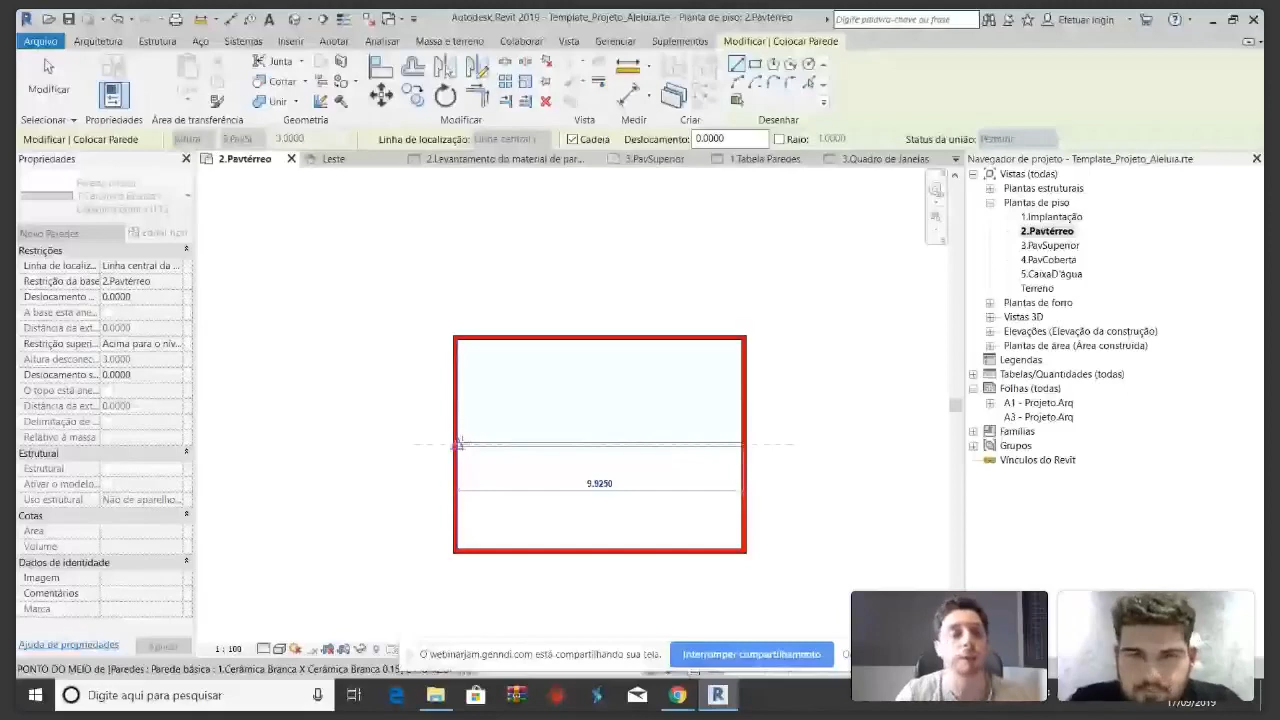 Autodesk Revit 2019 - Template_Projeto_Aleluia.rte - Planta de piso: 2.Pavtérreo
Digite palavra-chave ou frase
Efetuar login
Arquivo Arquitetura Estrutura Aço Sistemas Inserir Anotar Analisar Massa e terreno Colaborar Vista Gerenciar Suplementos Modificar | Colocar Parede
Modificar
Junta
Cortar
Unir
Selecionar Propriedades Área de transferência Geometria Modificar Vista Medir Criar Desenhar
Modificar | Colocar Parede
3.0000 Linha de localização: Linha central Cadeia Deslocamento: 0.0000 Raio: 1.0000 Status da união: Permitir
Propriedades
2.Pavtérreo Leste 2.Levantamento do material de par... 3.PavSuperior 1.Tabela Paredes 3.Quadro de Janelas
Navegador de projeto - Template_Projeto_Aleluia.rte
Novo Paredes Editar tipo
Restrições
Linha de localiz... Linha central da ...
Restrição da base 2.Pavtérreo
Deslocamento ... 0.0000
A base está ane...
Distância da ext... 0.0000
Restrição superi... Acima para o nív...
Altura desconec... 3.0000
Deslocamento s... 0.0000
O topo está ane...
Distância da ext... 0.0000
Delimitação de ...
Relativo à massa
Estrutural
Estrutural
Ativar o modelo...
Uso estrutural Não de aparelho...
Cotas
Área
Volume
Dados de identidade
Imagem
Comentários
Marca
Ajuda de propriedades
9.9250
1 : 100
Vistas (todas)
Plantas estruturais
Plantas de piso
1.Implantação
2.Pavtérreo
3.PavSuperior
4.PavCoberta
5.CaixaD'água
Terreno
Plantas de forro
Vistas 3D
Elevações (Elevação da construção)
Plantas de área (Área construída)
Legendas
Tabelas/Quantidades (todas)
Folhas (todas)
A1 - Projeto.Arq
A3 - Projeto.Arq
Famílias
Grupos
Vínculos do Revit
O webinarjam.genndi.com está compartilhando sua tela.
Interromper compartilhamento
PONTO DO MEIO de Paredes : Parede básica : 1.Cerâmica Branca X Cerâmica Branca 0.15
Digite aqui para pesquisar
17/09/2019